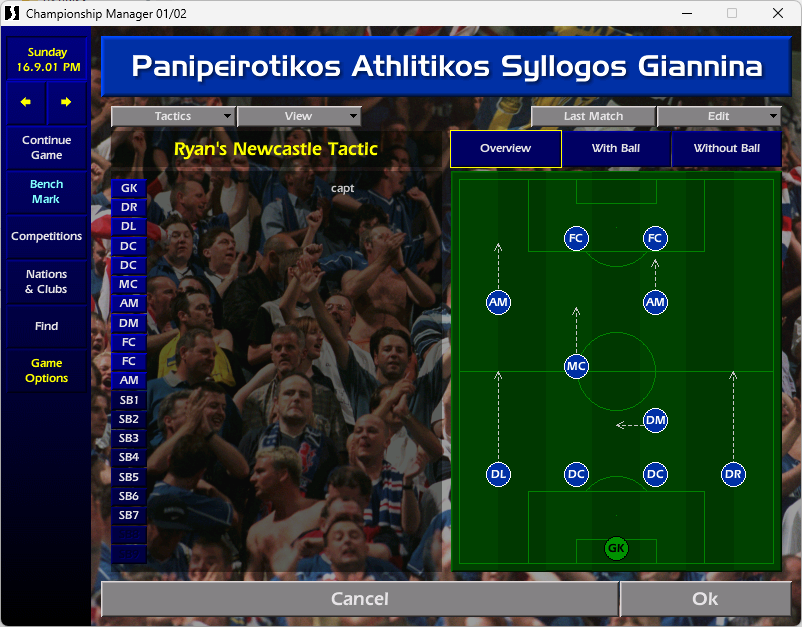 Championship Manager 01/02
Sunday
16.9.01 PM
Continue
Game
Bench
Mark
Competitions
Nations
& Clubs
Find
Game
Options
Panipeirotikos Athlitikos Syllogos Giannina
Tactics
View
Last Match
Edit
Ryan's Newcastle Tactic
Overview
With Ball
Without Ball
GK
capt
DR
DL
DC
DC
MC
AM
DM
FC
FC
AM
SB1
SB2
SB3
SB4
SB5
SB6
SB7
FC
FC
AM
AM
MC
DM
DL
DC
DC
DR
GK
Cancel
Ok